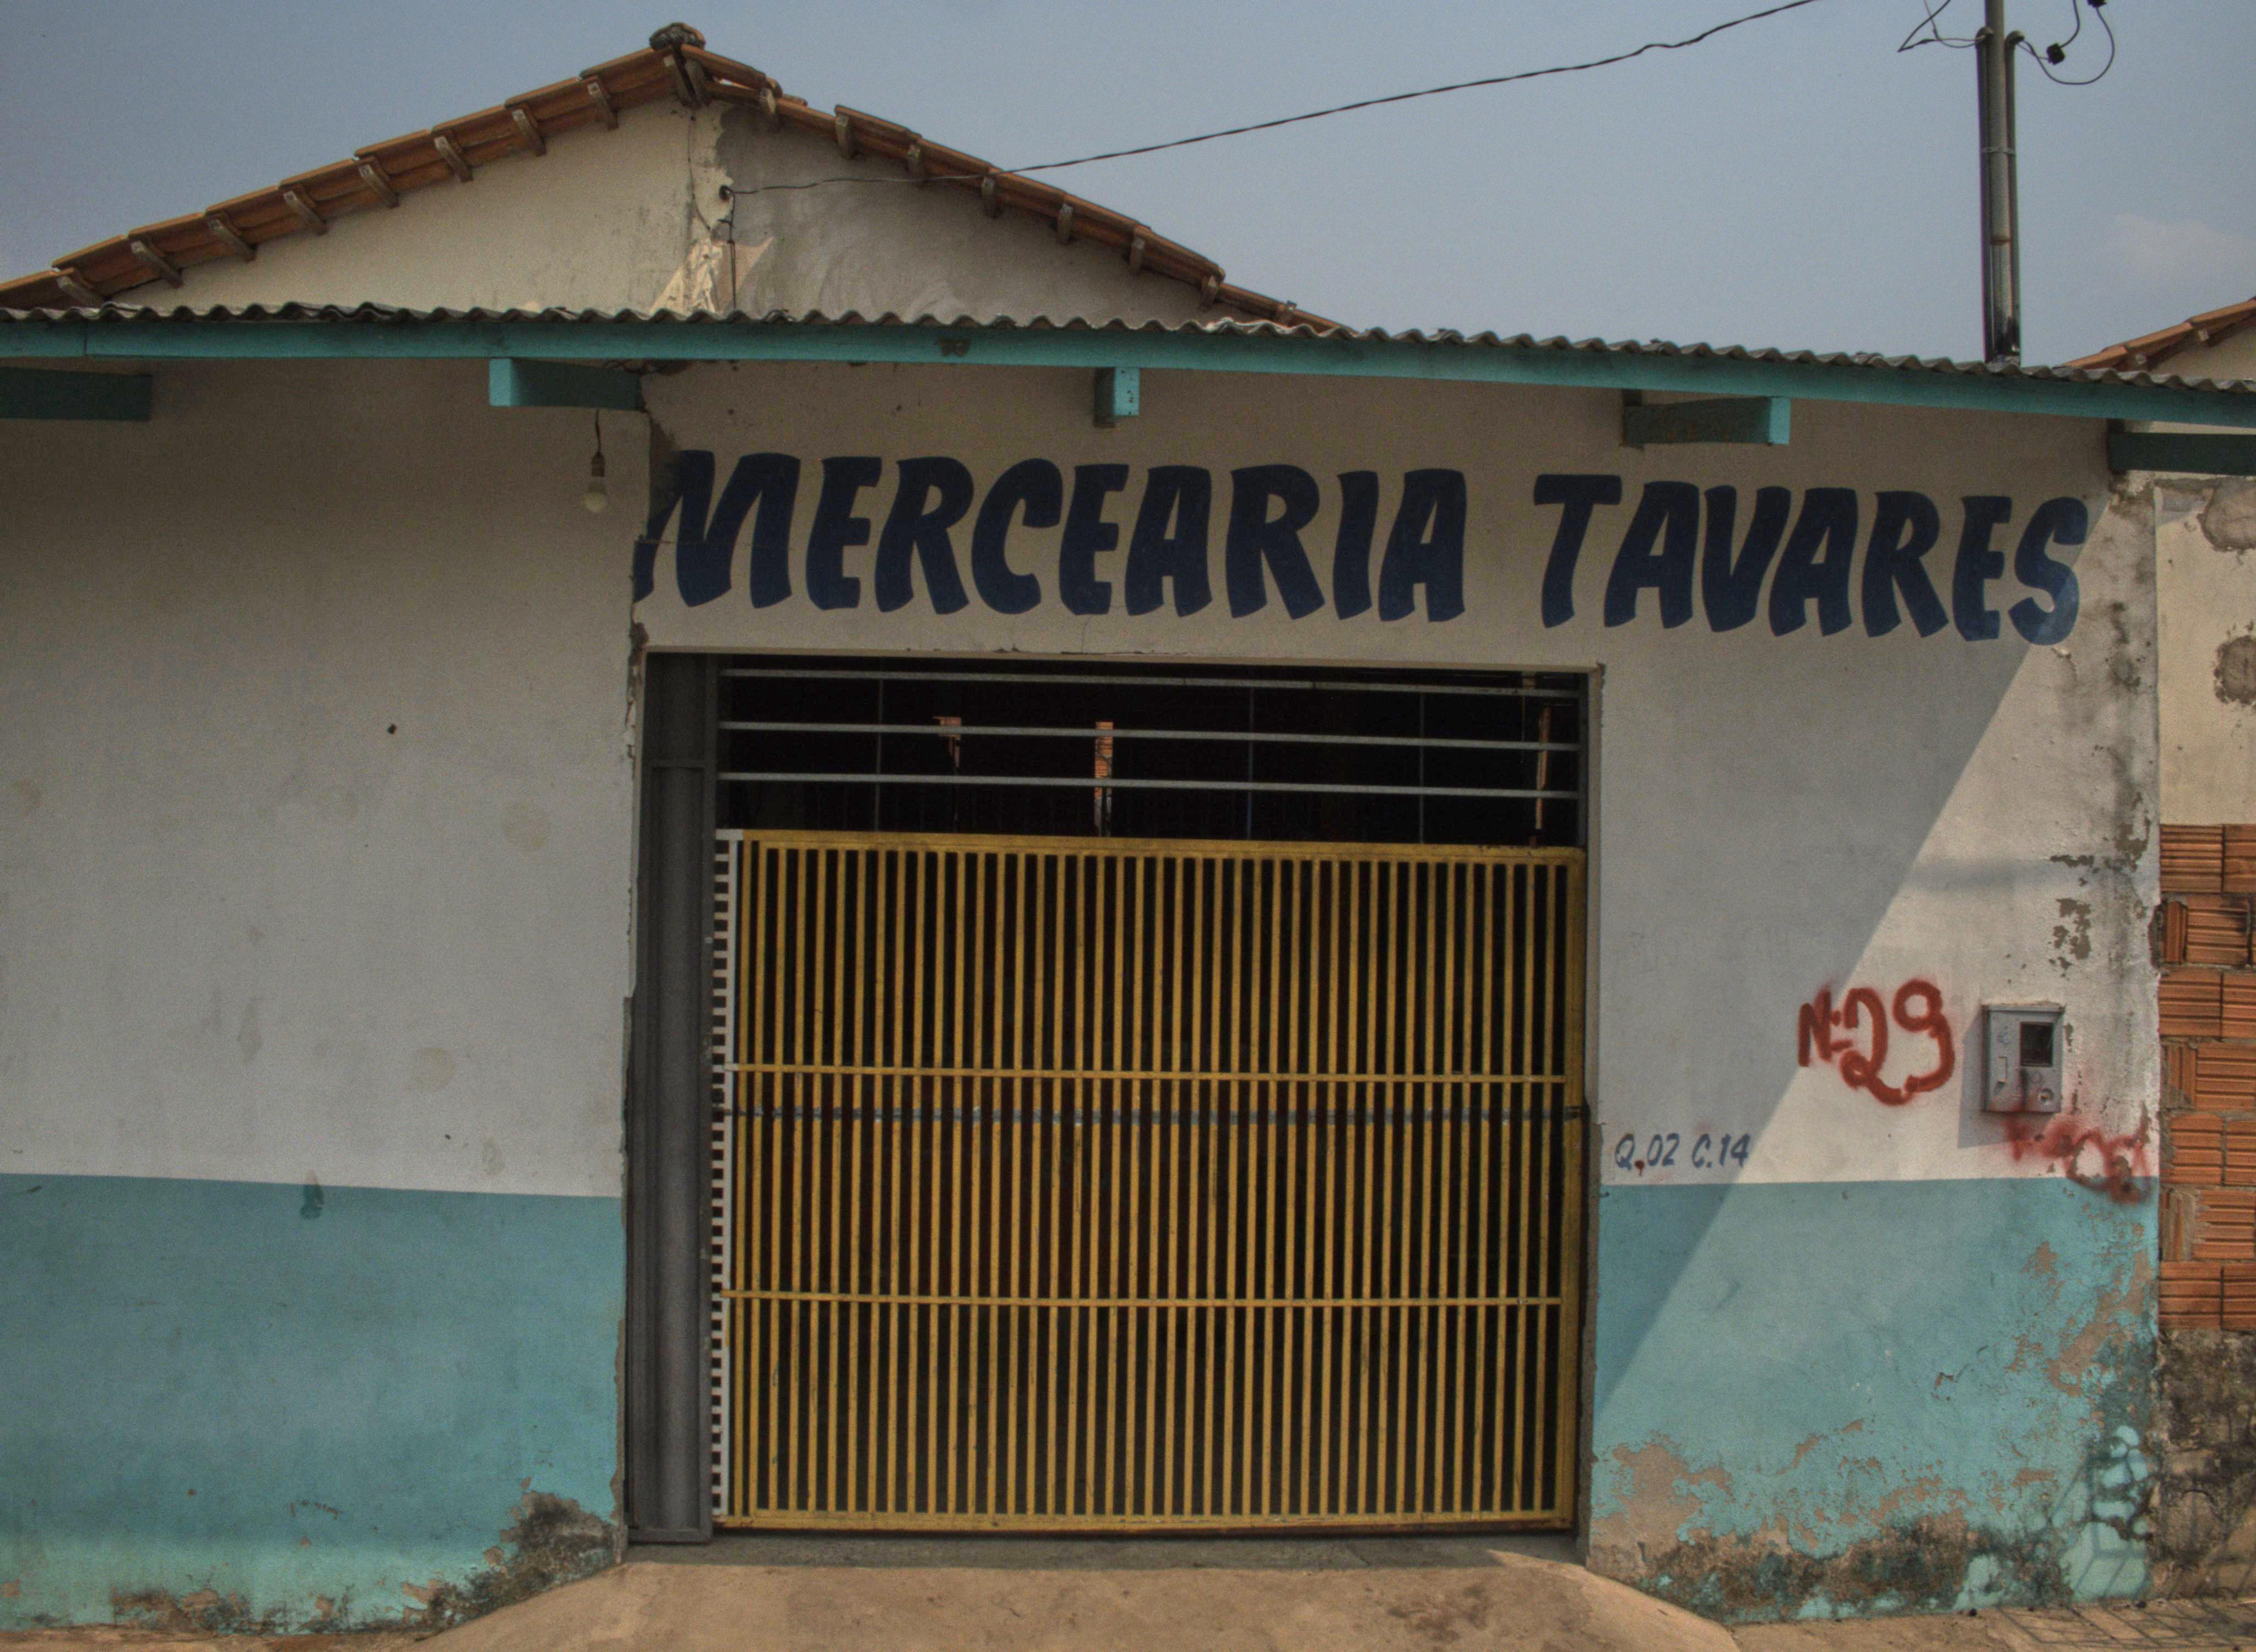 MERCEARIA TAVARES
N:29
Q.02 C.14